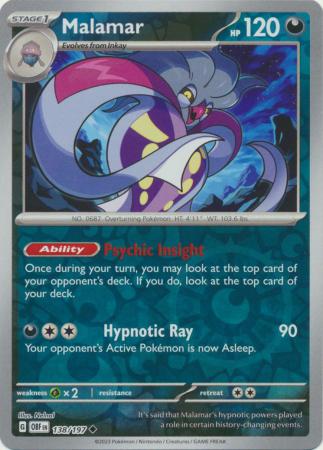 STAGE 1
Malamar
HP 120
Evolves from Inkay
NO. 0687 Overturning Pokémon HT: 4'11" WT: 103.6 lbs.
Ability Psychic Insight
Once during your turn, you may look at the top card
of your opponent's deck. If you do, look at the top card
of your deck.
Hypnotic Ray 90
Your opponent's Active Pokémon is now Asleep.
weakness ×2 resistance retreat
Illus. Nelnal
G OBF EN 138/197
It's said that Malamar's hypnotic powers played
a role in certain history-changing events.
©2023 Pokémon / Nintendo / Creatures / GAME FREAK